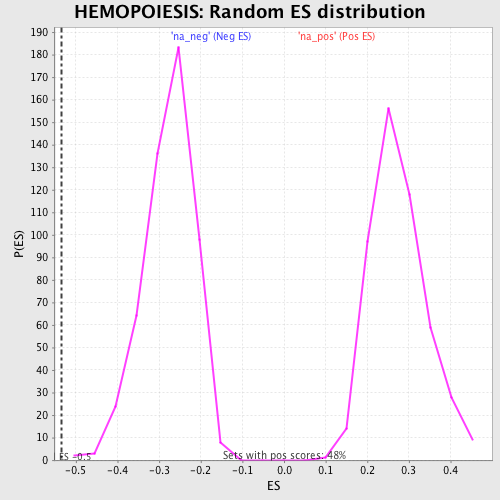 HEMOPOIESIS: Random ES distribution
'na_neg' (Neg ES) 'na_pos' (Pos ES)
190
180
170
160
150
140
130
120
110
100
90
80
70
60
50
40
30
20
10
0
P(ES)
ES -0.5
Sets with pos scores: 48%
-0.5 -0.4 -0.3 -0.2 -0.1 0.0 0.1 0.2 0.3 0.4
ES